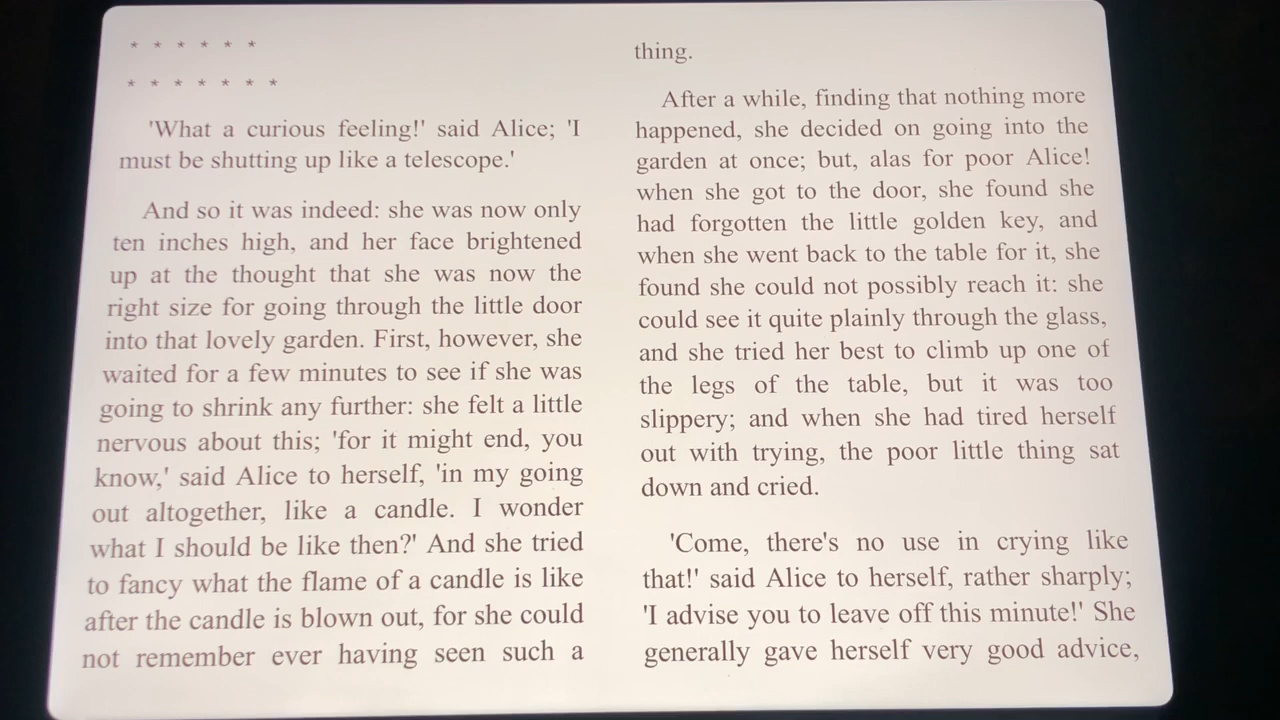 * * * * * *
* * * * * * *
'What a curious feeling!' said Alice; 'I
must be shutting up like a telescope.'
And so it was indeed: she was now only
ten inches high, and her face brightened
up at the thought that she was now the
right size for going through the little door
into that lovely garden. First, however, she
waited for a few minutes to see if she was
going to shrink any further: she felt a little
nervous about this; 'for it might end, you
know,' said Alice to herself, 'in my going
out altogether, like a candle. I wonder
what I should be like then?' And she tried
to fancy what the flame of a candle is like
after the candle is blown out, for she could
not remember ever having seen such a
thing.
After a while, finding that nothing more
happened, she decided on going into the
garden at once; but, alas for poor Alice!
when she got to the door, she found she
had forgotten the little golden key, and
when she went back to the table for it, she
found she could not possibly reach it: she
could see it quite plainly through the glass,
and she tried her best to climb up one of
the legs of the table, but it was too
slippery; and when she had tired herself
out with trying, the poor little thing sat
down and cried.
'Come, there's no use in crying like
that!' said Alice to herself, rather sharply;
'I advise you to leave off this minute!' She
generally gave herself very good advice,